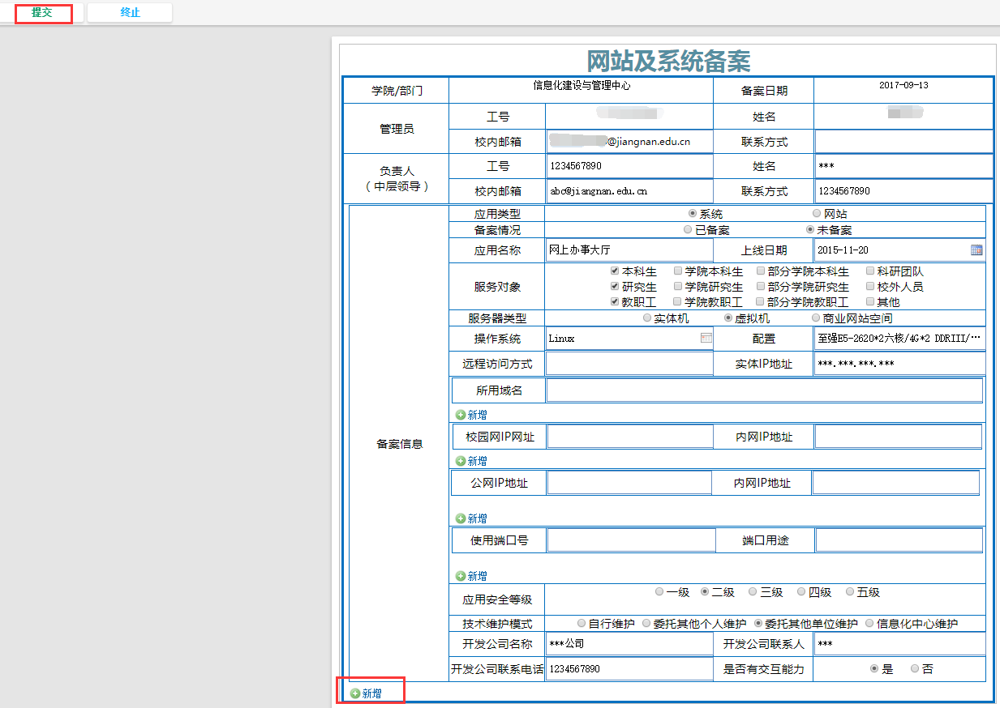 提交 终止
网站及系统备案
学院/部门 信息化建设与管理中心 备案日期 2017-09-13
管理员 工号 姓名
校内邮箱 @jiangnan.edu.cn 联系方式
负责人 工号 1234567890 姓名 ***
（中层领导） 校内邮箱 abc@jiangnan.edu.cn 联系方式 1234567890
备案信息
应用类型 系统 网站
备案情况 已备案 未备案
应用名称 网上办事大厅 上线日期 2015-11-20
服务对象
本科生 学院本科生 部分学院本科生 科研团队
研究生 学院研究生 部分学院研究生 校外人员
教职工 学院教职工 部分学院教职工 其他
服务器类型 实体机 虚拟机 商业网站空间
操作系统 Linux 配置 至强E5-2620*2六核/4G*2 DDRIII/…
远程访问方式 实体IP地址 ***.***.***.***
所用域名
新增
校园网IP网址 内网IP地址
新增
公网IP地址 内网IP地址
新增
使用端口号 端口用途
新增
应用安全等级 一级 二级 三级 四级 五级
技术维护模式 自行维护 委托其他个人维护 委托其他单位维护 信息化中心维护
开发公司名称 ***公司 开发公司联系人 ***
开发公司联系电话 1234567890 是否有交互能力 是 否
新增